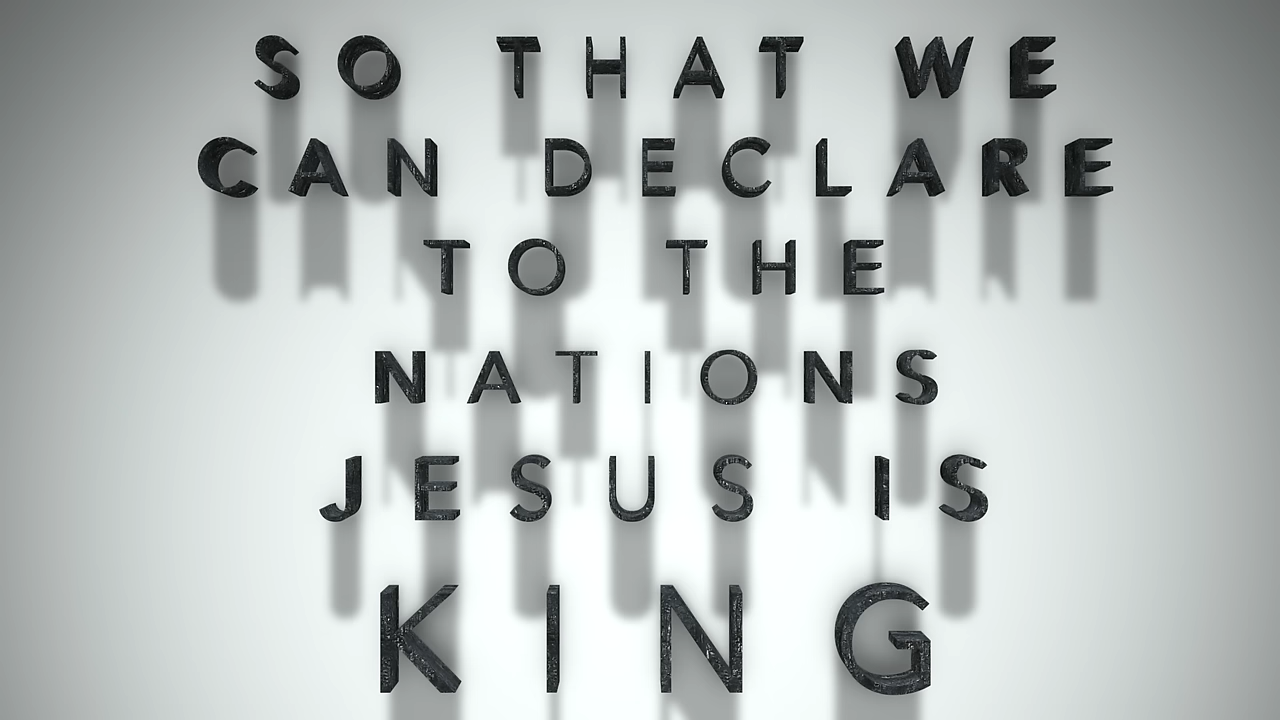 SO THAT WE
CAN DECLARE
TO THE
NATIONS
JESUS IS
KING